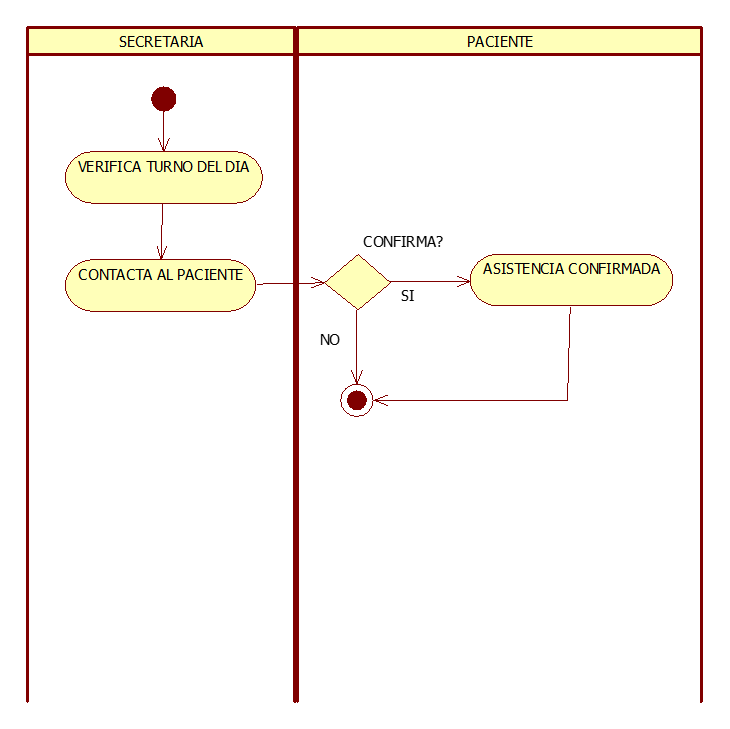 SECRETARIA
PACIENTE
VERIFICA TURNO DEL DIA
CONTACTA AL PACIENTE
CONFIRMA?
SI
NO
ASISTENCIA CONFIRMADA